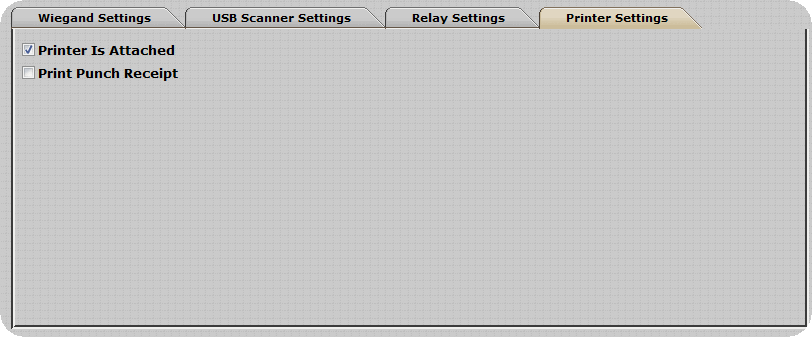 Wiegand Settings USB Scanner Settings Relay Settings Printer Settings
Printer Is Attached
Print Punch Receipt